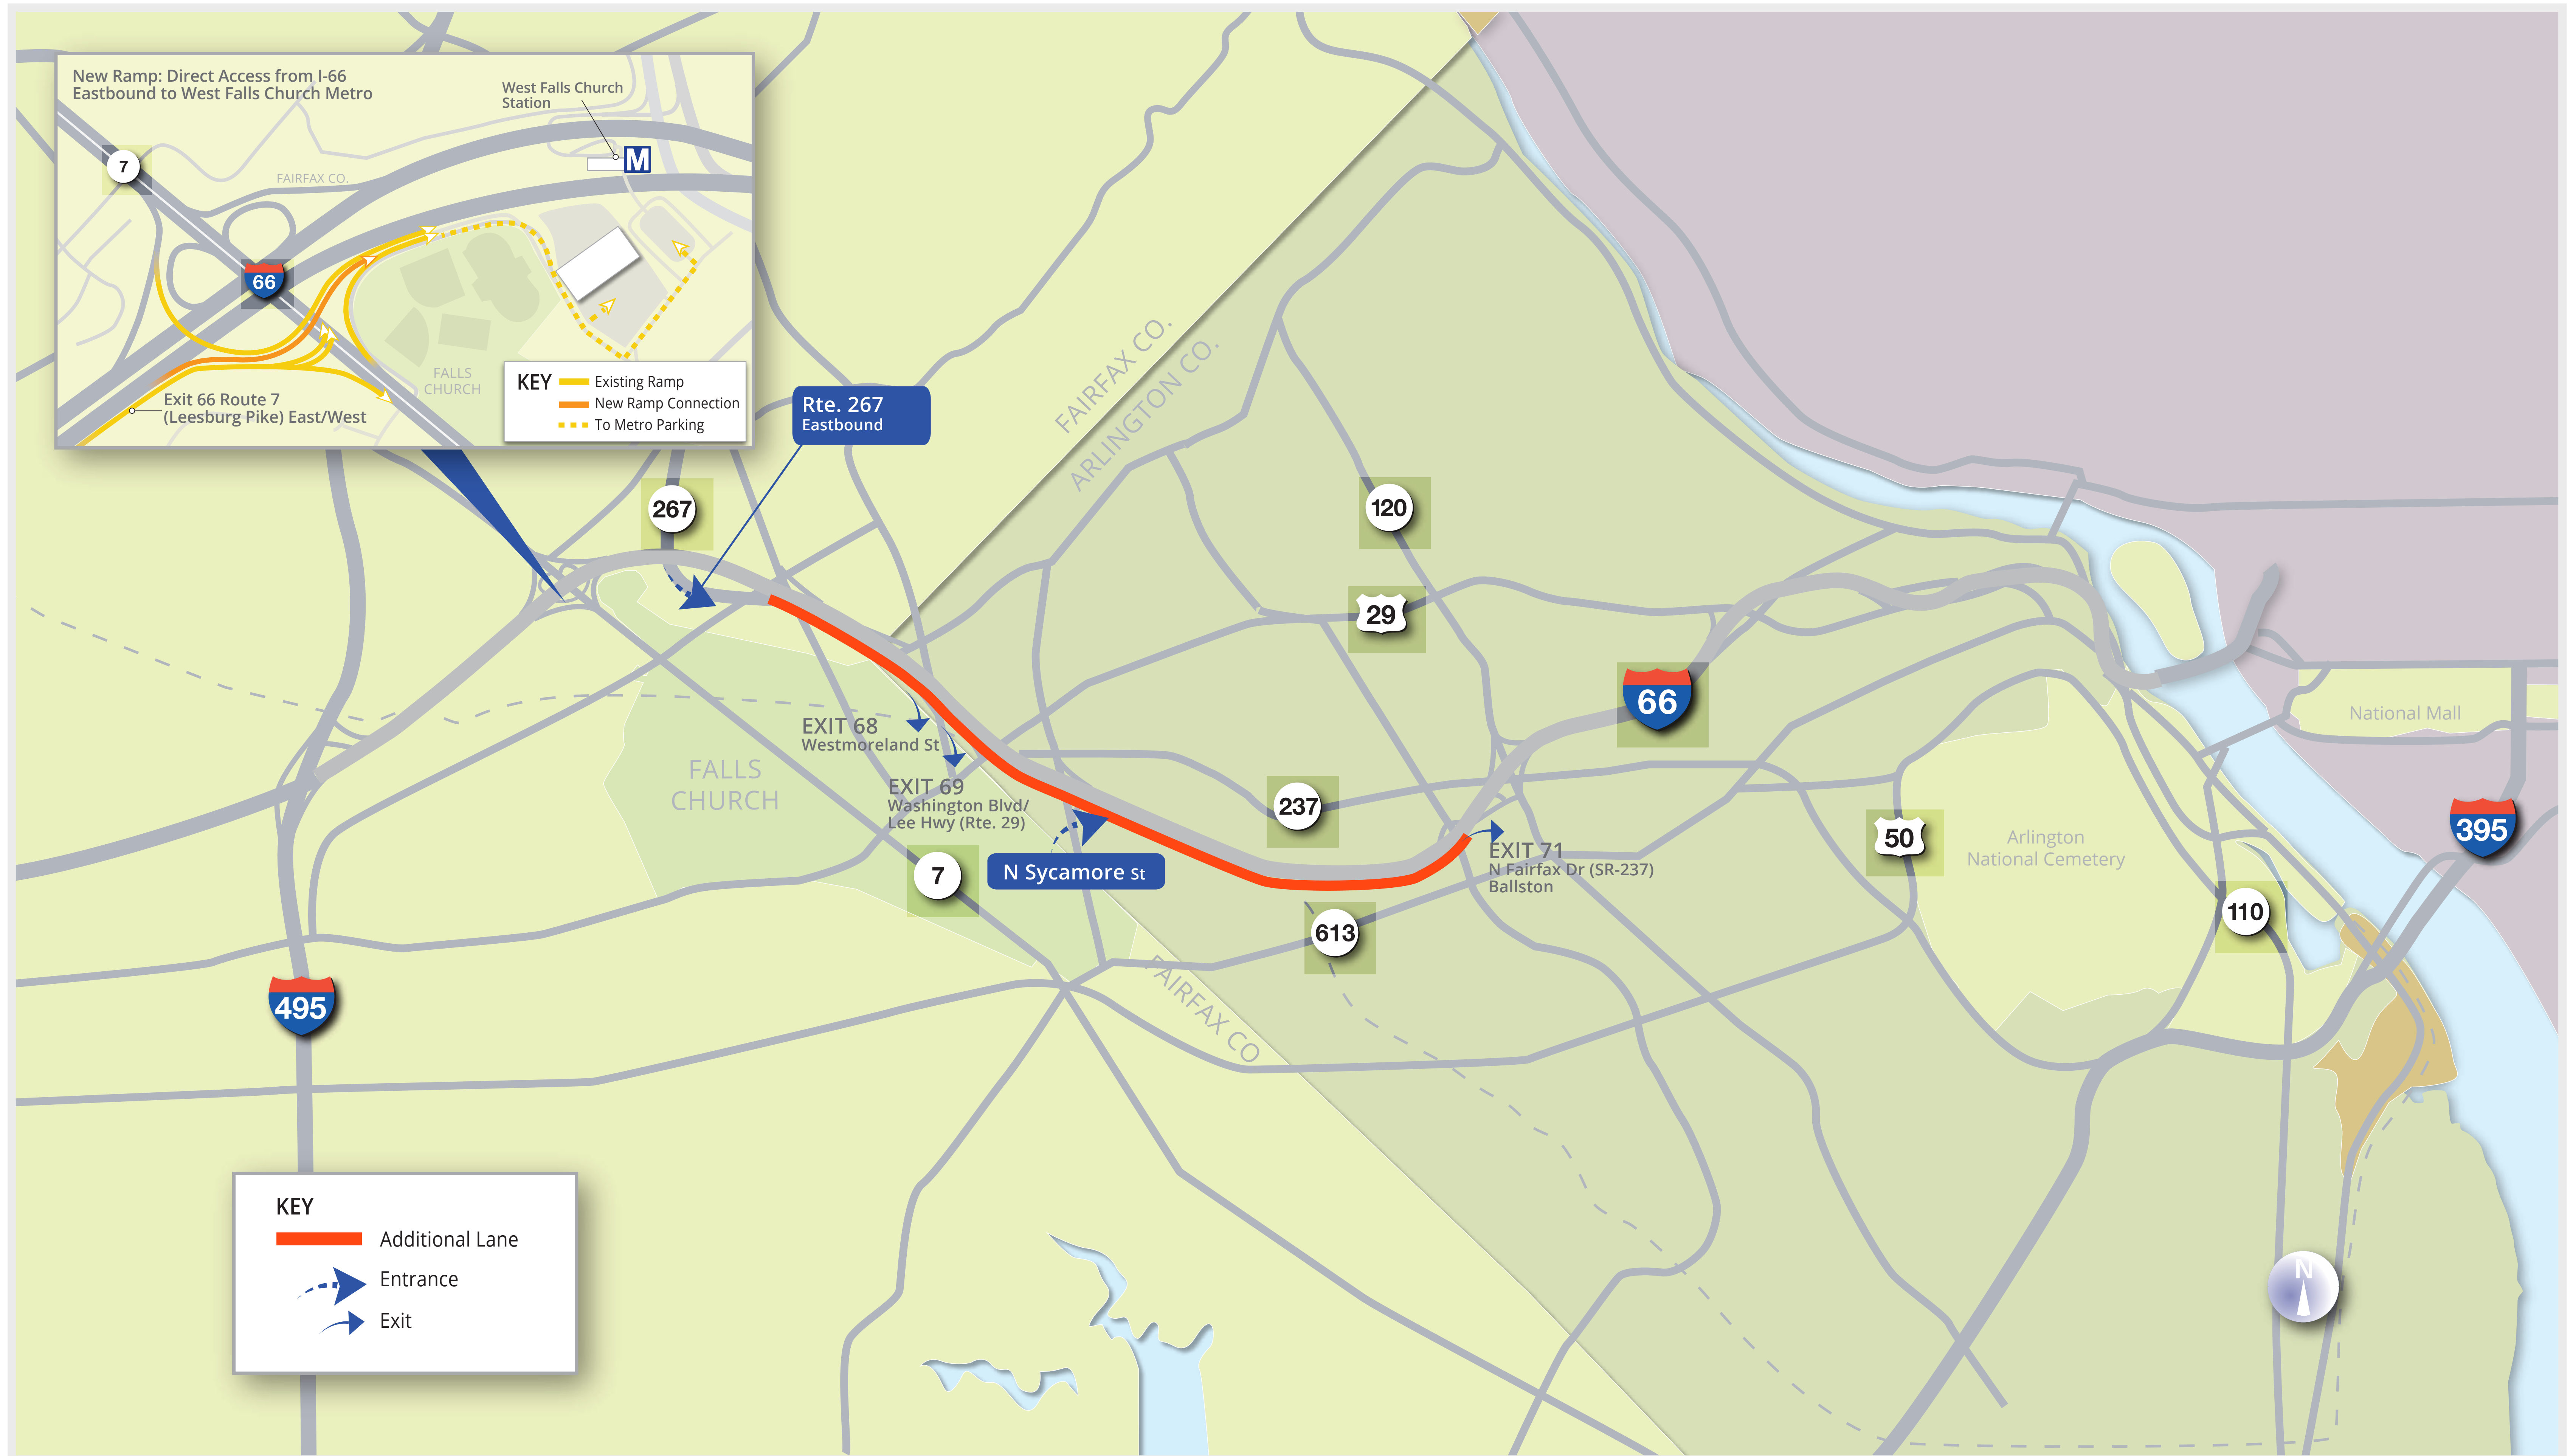 New Ramp: Direct Access from I-66
Eastbound to West Falls Church Metro
West Falls Church
Station
M
7
FAIRFAX CO.
66
FALLS
CHURCH
Exit 66 Route 7
(Leesburg Pike) East/West
KEY
Existing Ramp
New Ramp Connection
To Metro Parking
Rte. 267
Eastbound
FAIRFAX CO.
ARLINGTON CO.
267
120
29
66
National Mall
EXIT 68
Westmoreland St
FALLS
CHURCH
EXIT 69
Washington Blvd/
Lee Hwy (Rte. 29)
237
50
Arlington
National Cemetery
395
EXIT 71
N Fairfax Dr (SR-237)
Ballston
7
N Sycamore St
613
110
FAIRFAX CO
495
KEY
Additional Lane
Entrance
Exit
N